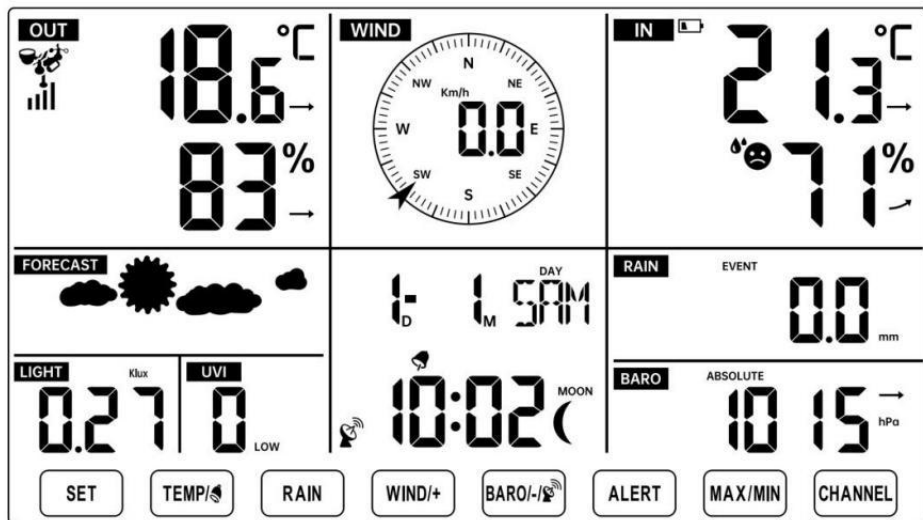 OUT
18.6 °C
83 %
WIND
N
NW NE
Km/h
W 0.0 E
SW SE
S
IN
21.3 °C
71 %
FORECAST
DAY
1D - 1M SAM
MOON
10:02
RAIN EVENT
0.0 mm
LIGHT Klux
0.27
UVI
0 LOW
BARO ABSOLUTE
1015 hPa
SET TEMP/ RAIN WIND/+ BARO/-/ ALERT MAX/MIN CHANNEL